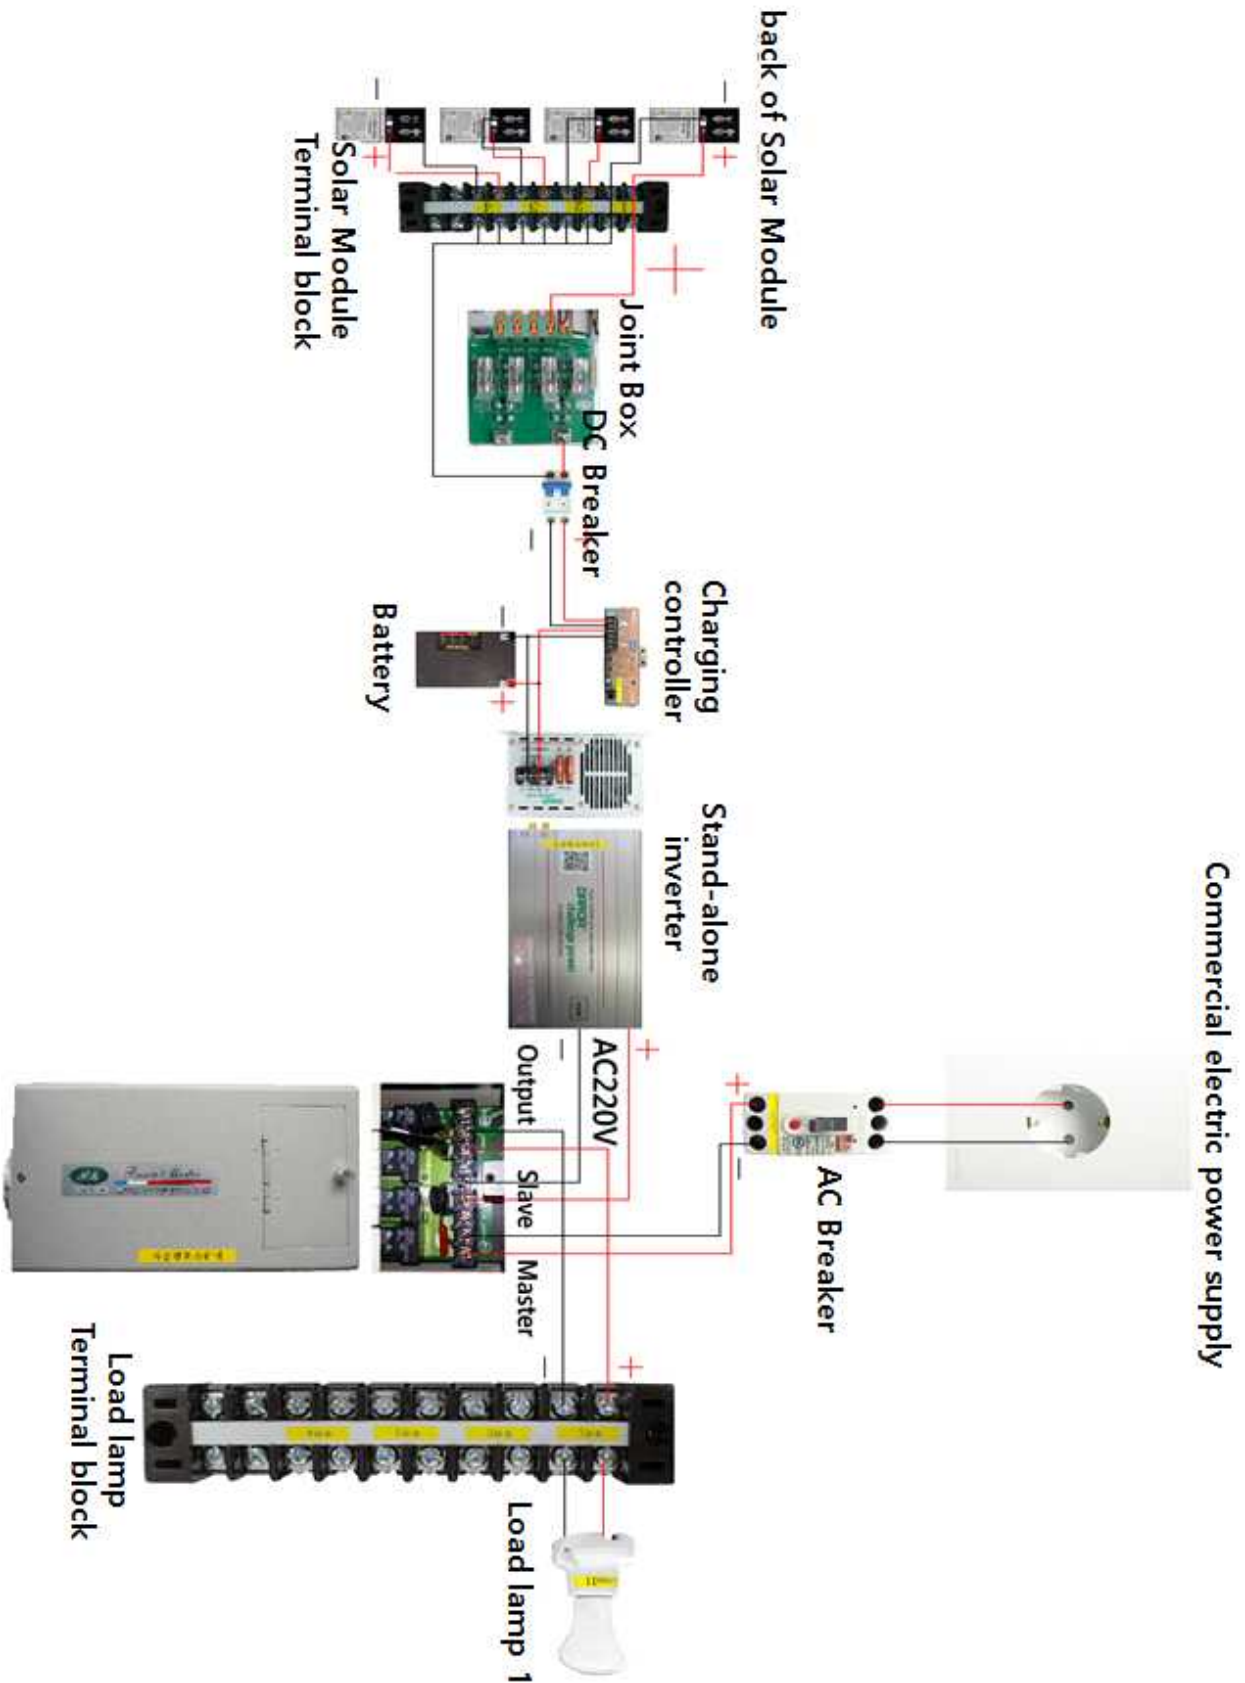 back of Solar Module
Solar Module
Terminal block
Joint Box
DC Breaker
Charging
controller
Battery
Stand-alone
inverter
Commercial electric power supply
AC220V
Output
Slave
Master
AC Breaker
Load lamp
Terminal block
Load lamp 1